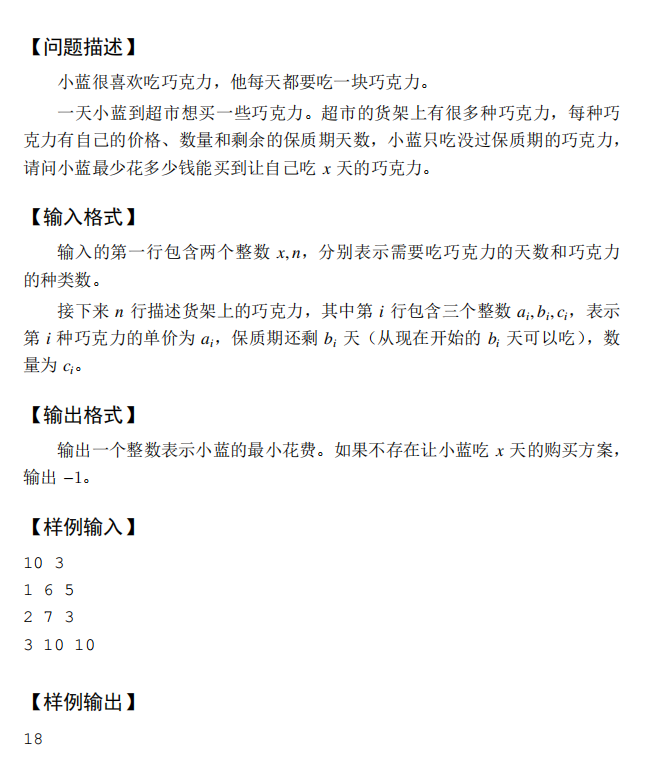 【问题描述】
小蓝很喜欢吃巧克力，他每天都要吃一块巧克力。
一天小蓝到超市想买一些巧克力。超市的货架上有很多种巧克力，每种巧
克力有自己的价格、数量和剩余的保质期天数，小蓝只吃没过保质期的巧克力，
请问小蓝最少花多少钱能买到让自己吃 x 天的巧克力。
【输入格式】
输入的第一行包含两个整数 x, n，分别表示需要吃巧克力的天数和巧克力
的种类数。
接下来 n 行描述货架上的巧克力，其中第 i 行包含三个整数 aᵢ, bᵢ, cᵢ，表示
第 i 种巧克力的单价为 aᵢ，保质期还剩 bᵢ 天（从现在开始的 bᵢ 天可以吃），数
量为 cᵢ。
【输出格式】
输出一个整数表示小蓝的最小花费。如果不存在让小蓝吃 x 天的购买方案，
输出 −1。
【样例输入】
10 3
1 6 5
2 7 3
3 10 10
【样例输出】
18